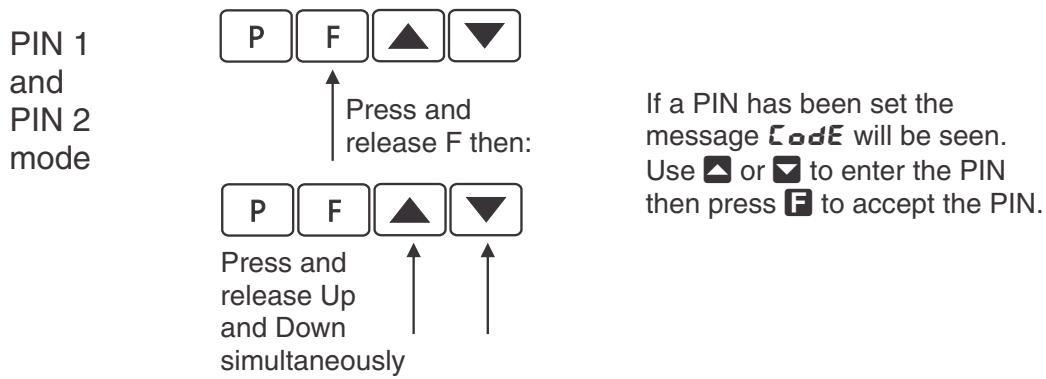 PIN 1
and
PIN 2
mode
P F ▲ ▼
Press and
release F then:
P F ▲ ▼
Press and
release Up
and Down
simultaneously
If a PIN has been set the
message CodE will be seen.
Use ▲ or ▼ to enter the PIN
then press F to accept the PIN.